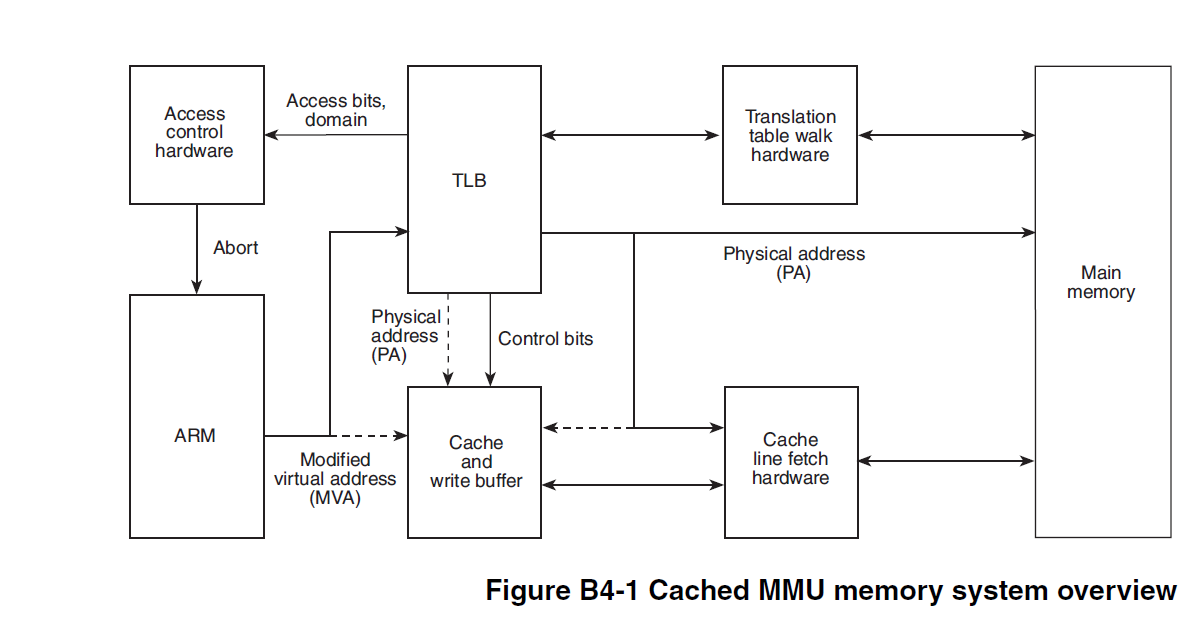 Access
control
hardware
Access bits,
domain
TLB
Translation
table walk
hardware
Main
memory
Abort
Physical address
(PA)
Physical
address
(PA)
Control bits
ARM
Modified
virtual address
(MVA)
Cache
and
write buffer
Cache
line fetch
hardware
Figure B4-1 Cached MMU memory system overview